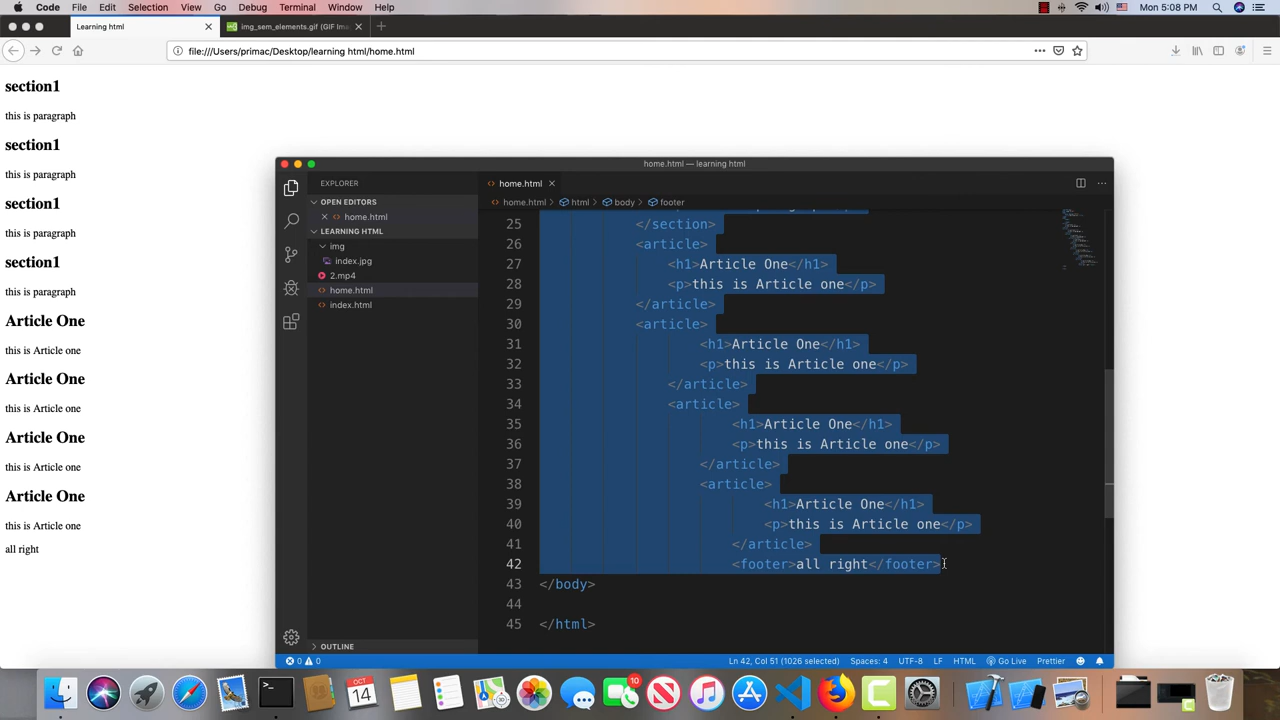 Code File Edit Selection View Go Debug Terminal Window Help Mon 5:08 PM
Learning html
img_sem_elements.gif (GIF Ima
file:///Users/primac/Desktop/learning html/home.html
section1
this is paragraph
section1
this is paragraph
section1
this is paragraph
section1
this is paragraph
Article One
this is Article one
Article One
this is Article one
Article One
this is Article one
Article One
this is Article one
all right
home.html — learning html
EXPLORER
OPEN EDITORS
home.html
LEARNING HTML
img
index.jpg
2.mp4
home.html
index.html
OUTLINE
home.html
home.html html body footer
25 </section>
26 <article>
27 <h1>Article One</h1>
28 <p>this is Article one</p>
29 </article>
30 <article>
31 <h1>Article One</h1>
32 <p>this is Article one</p>
33 </article>
34 <article>
35 <h1>Article One</h1>
36 <p>this is Article one</p>
37 </article>
38 <article>
39 <h1>Article One</h1>
40 <p>this is Article one</p>
41 </article>
42 <footer>all right</footer>
43 </body>
44
45 </html>
0 0 Ln 42, Col 51 (1026 selected) Spaces: 4 UTF-8 LF HTML Go Live Prettier
OCT
14
10